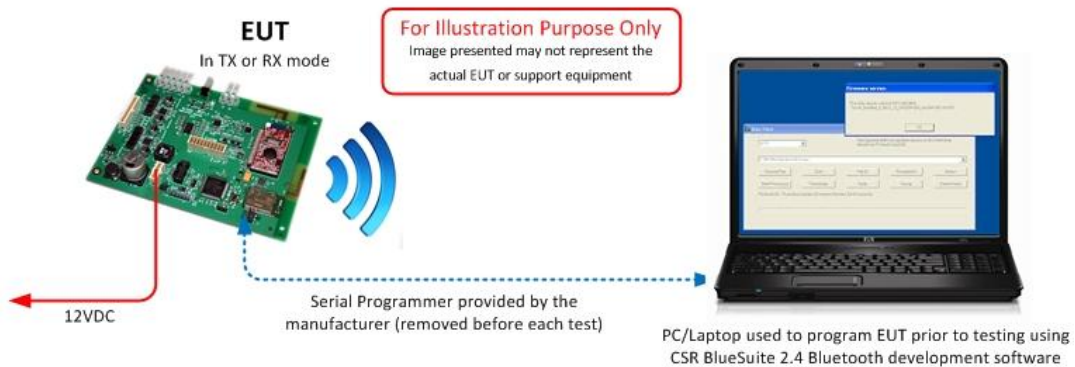 EUT
In TX or RX mode
For Illustration Purpose Only
Image presented may not represent the
actual EUT or support equipment
12VDC
Serial Programmer provided by the
manufacturer (removed before each test)
PC/Laptop used to program EUT prior to testing using
CSR BlueSuite 2.4 Bluetooth development software